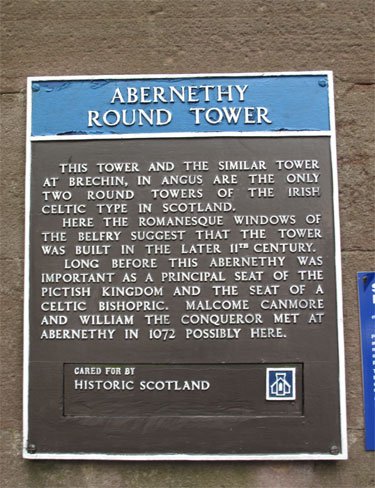 ABERNETHY
ROUND TOWER
THIS TOWER AND THE SIMILAR TOWER
AT BRECHIN, IN ANGUS ARE THE ONLY
TWO ROUND TOWERS OF THE IRISH
CELTIC TYPE IN SCOTLAND.
HERE THE ROMANESQUE WINDOWS OF
THE BELFRY SUGGEST THAT THE TOWER
WAS BUILT IN THE LATER 11TH CENTURY.
LONG BEFORE THIS ABERNETHY WAS
IMPORTANT AS A PRINCIPAL SEAT OF THE
PICTISH KINGDOM AND THE SEAT OF A
CELTIC BISHOPRIC. MALCOME CANMORE
AND WILLIAM THE CONQUEROR MET AT
ABERNETHY IN 1072 POSSIBLY HERE.
CARED FOR BY
HISTORIC SCOTLAND